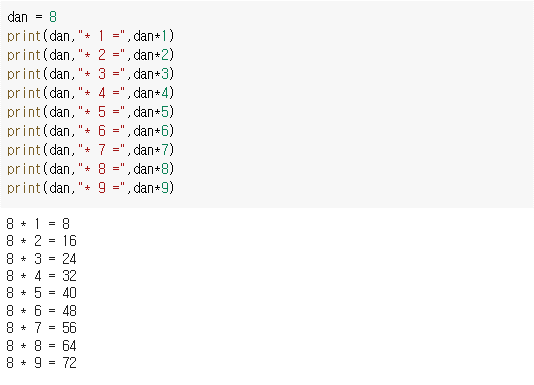 dan = 8
print(dan,"* 1 =",dan*1)
print(dan,"* 2 =",dan*2)
print(dan,"* 3 =",dan*3)
print(dan,"* 4 =",dan*4)
print(dan,"* 5 =",dan*5)
print(dan,"* 6 =",dan*6)
print(dan,"* 7 =",dan*7)
print(dan,"* 8 =",dan*8)
print(dan,"* 9 =",dan*9)
8 * 1 = 8
8 * 2 = 16
8 * 3 = 24
8 * 4 = 32
8 * 5 = 40
8 * 6 = 48
8 * 7 = 56
8 * 8 = 64
8 * 9 = 72